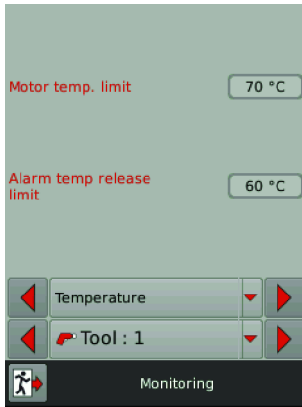 Motor temp. limit
70 °C
Alarm temp release
limit
60 °C
Temperature
Tool : 1
Monitoring